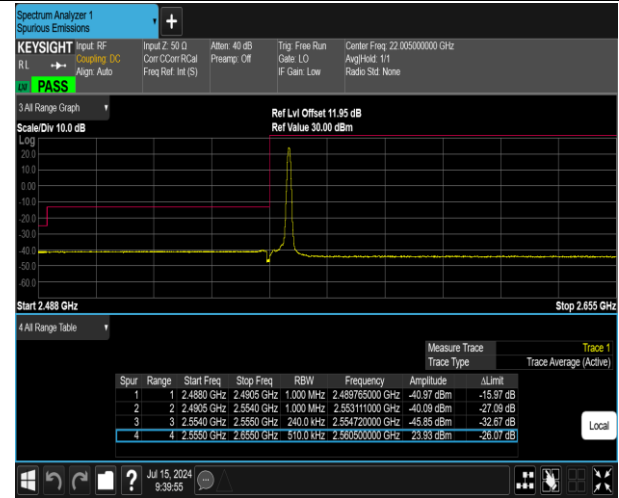 Spectrum Analyzer 1
Spurious Emissions
+
KEYSIGHT Input: RF Input Z: 50 Ω Atten: 40 dB Trig: Free Run Center Freq: 22.005000000 GHz
RL Coupling: DC Corr CCorr RCal Preamp: Off Gate: LO Avg|Hold: 1/1
Align: Auto Freq Ref: Int (S) IF Gain: Low Radio Std: None
PASS
3 All Range Graph
Ref Lvl Offset 11.95 dB
Scale/Div 10.0 dB Ref Value 30.00 dBm
Log
20.0
10.0
0.00
-10.0
-20.0
-30.0
-40.0
-50.0
-60.0
Start 2.488 GHz Stop 2.655 GHz
4 All Range Table
Measure Trace Trace 1
Trace Type Trace Average (Active)
Spur Range Start Freq Stop Freq RBW Frequency Amplitude ΔLimit
1 1 2.4880 GHz 2.4905 GHz 1.000 MHz 2.489765000 GHz -40.97 dBm -15.97 dB
2 2 2.4905 GHz 2.5540 GHz 1.000 MHz 2.553111000 GHz -40.09 dBm -27.09 dB
3 3 2.5540 GHz 2.5550 GHz 240.0 kHz 2.554720000 GHz -45.85 dBm -32.67 dB
4 4 2.5550 GHz 2.6550 GHz 510.0 kHz 2.560500000 GHz 23.93 dBm -26.07 dB
Local
? Jul 15, 2024
9:39:55